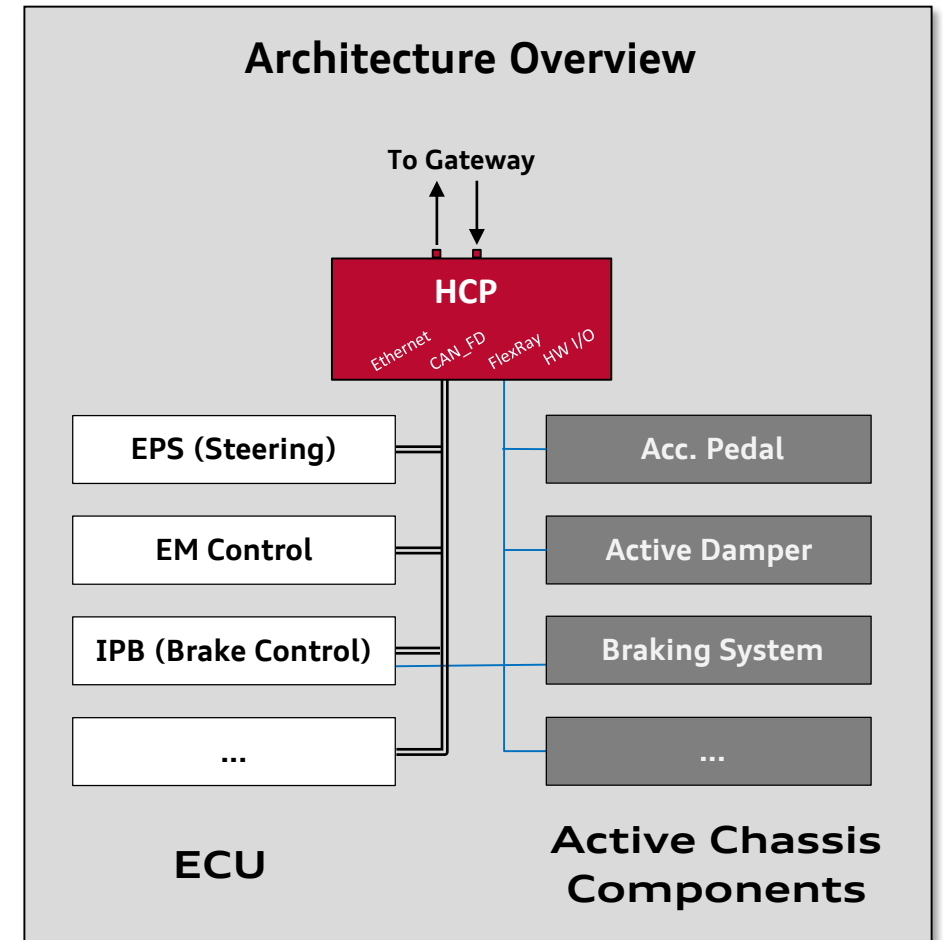 Architecture Overview
To Gateway
HCP
Ethernet CAN_FD FlexRay HW I/O
EPS (Steering)
Acc. Pedal
EM Control
Active Damper
IPB (Brake Control)
Braking System
...
...
ECU
Active Chassis
Components